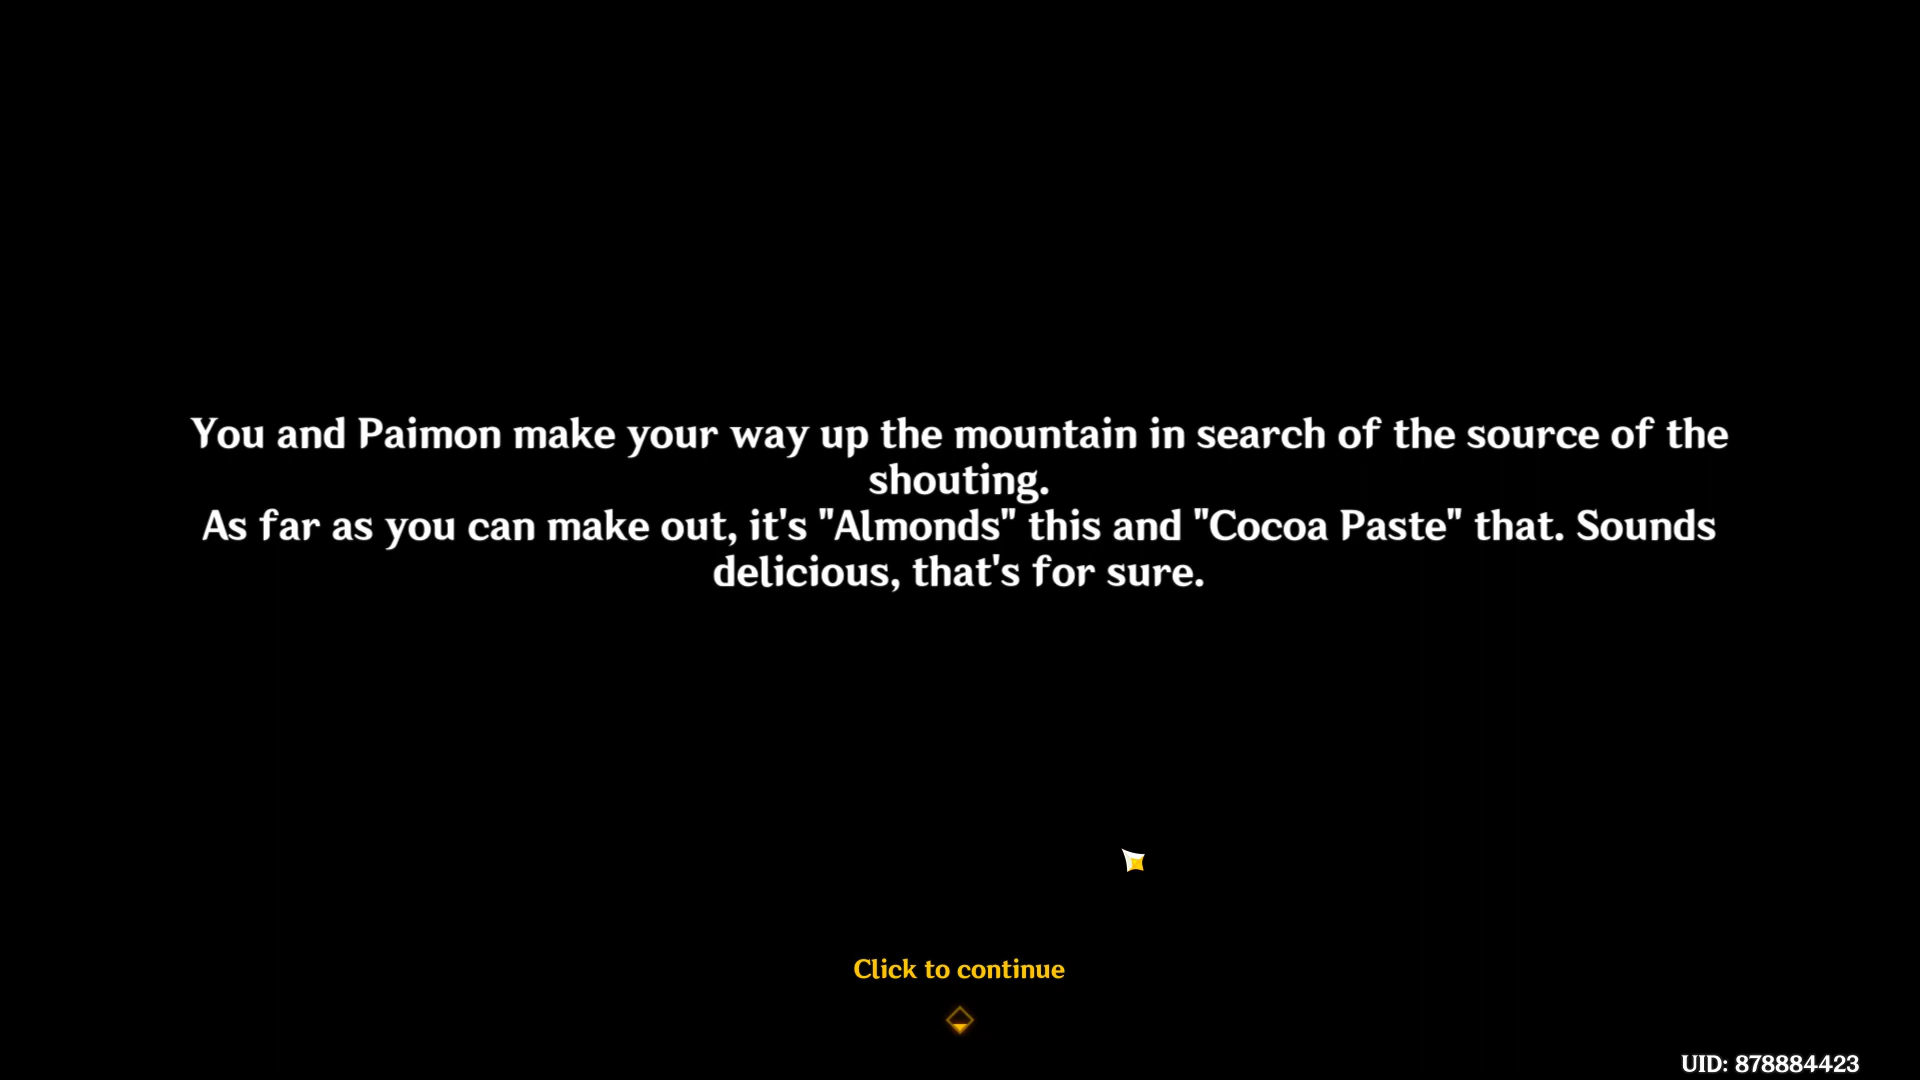 You and Paimon make your way up the mountain in search of the source of the
shouting.
As far as you can make out, it's "Almonds" this and "Cocoa Paste" that. Sounds
delicious, that's for sure.
Click to continue
UID: 878884423